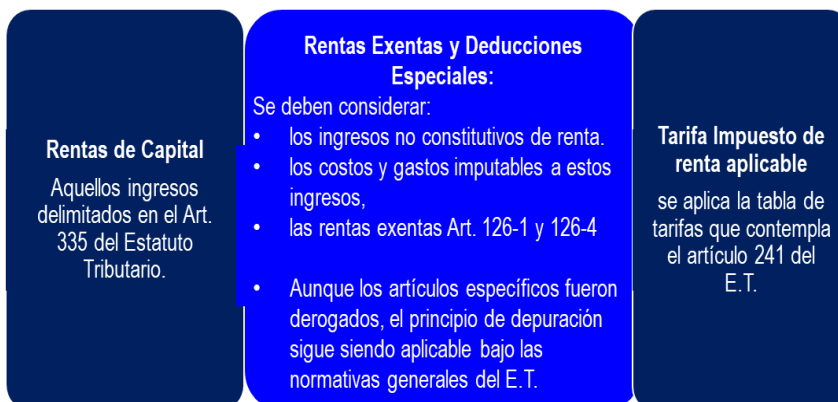 Rentas de Capital
Aquellos ingresos
delimitados en el Art.
335 del Estatuto
Tributario.
Rentas Exentas y Deducciones
Especiales:
Se deben considerar:
• los ingresos no constitutivos de renta.
• los costos y gastos imputables a estos
ingresos,
• las rentas exentas Art. 126-1 y 126-4
• Aunque los artículos específicos fueron
derogados, el principio de depuración
sigue siendo aplicable bajo las
normativas generales del E.T.
Tarifa Impuesto de
renta aplicable
se aplica la tabla de
tarifas que contempla
el artículo 241 del
E.T.